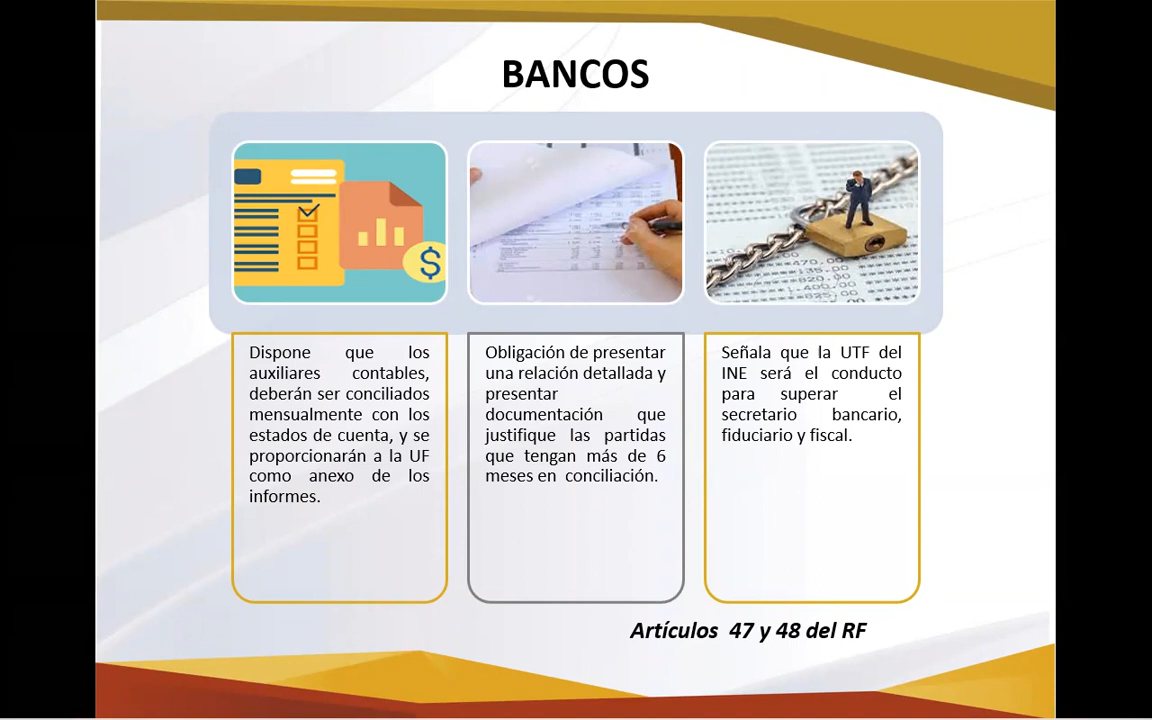 BANCOS
Dispone que los
auxiliares contables,
deberán ser conciliados
mensualmente con los
estados de cuenta, y se
proporcionarán a la UF
como anexo de los
informes.
Obligación de presentar
una relación detallada y
presentar
documentación que
justifique las partidas
que tengan más de 6
meses en conciliación.
Señala que la UTF del
INE será el conducto
para superar el
secretario bancario,
fiduciario y fiscal.
Artículos 47 y 48 del RF